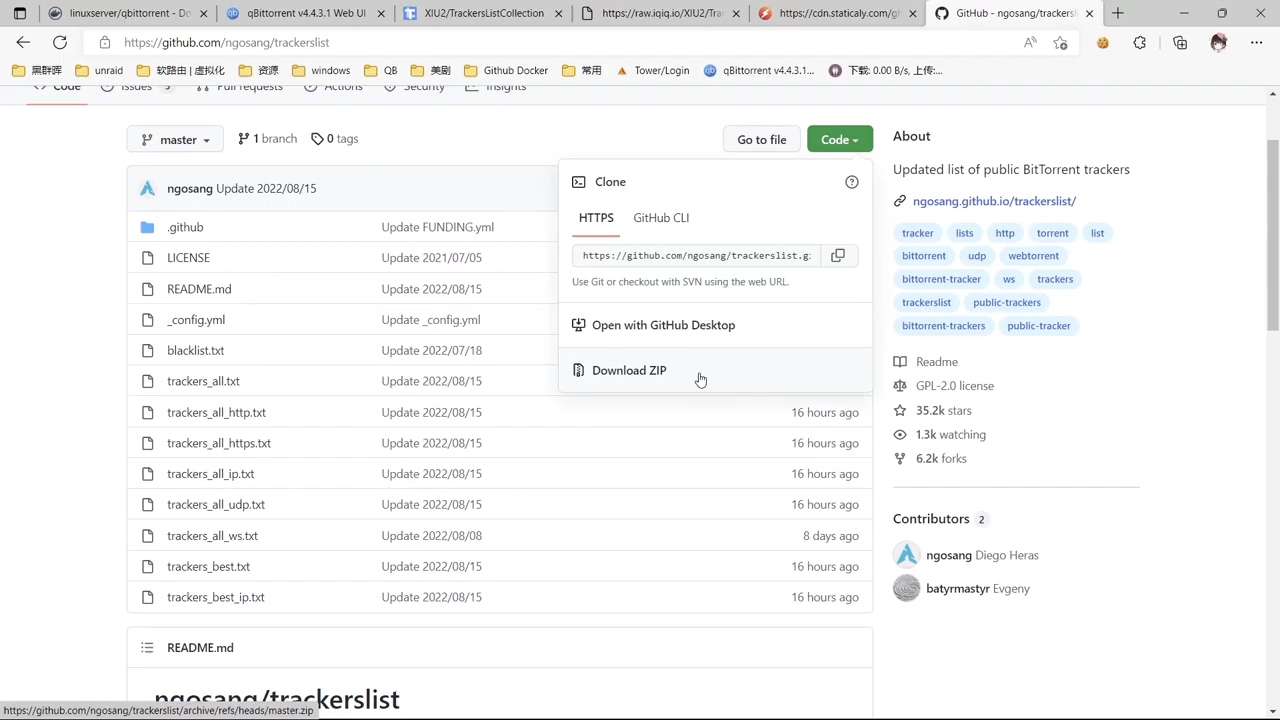 linuxserver/qbittorrent - Do
qBittorrent v4.4.3.1 Web UI
XIU2/TrackersListCollection
https://raw.iqiq.io/XIU2/Tra
https://cdn.staticaly.com/gh
GitHub - ngosang/trackerslist
https://github.com/ngosang/trackerslist
黑群晖
unraid
软路由 | 虚拟化
资源
windows
QB
美剧
Github Docker
常用
Tower/Login
qBittorrent v4.4.3.1...
下载: 0.00 B/s, 上传:...
Code
Issues 3
Pull requests
Actions
Security
Insights
master
1 branch
0 tags
Go to file
Code
About
Updated list of public BitTorrent trackers
ngosang.github.io/trackerslist/
tracker lists http torrent list
bittorrent udp webtorrent
bittorrent-tracker ws trackers
trackerslist public-trackers
bittorrent-trackers public-tracker
Readme
GPL-2.0 license
35.2k stars
1.3k watching
6.2k forks
Contributors 2
ngosang Diego Heras
batyrmastyr Evgeny
Clone
HTTPS GitHub CLI
https://github.com/ngosang/trackerslist.g
Use Git or checkout with SVN using the web URL.
Open with GitHub Desktop
Download ZIP
ngosang Update 2022/08/15
.github Update FUNDING.yml
LICENSE Update 2021/07/05
README.md Update 2022/08/15
_config.yml Update _config.yml
blacklist.txt Update 2022/07/18
trackers_all.txt Update 2022/08/15
trackers_all_http.txt Update 2022/08/15 16 hours ago
trackers_all_https.txt Update 2022/08/15 16 hours ago
trackers_all_ip.txt Update 2022/08/15 16 hours ago
trackers_all_udp.txt Update 2022/08/15 16 hours ago
trackers_all_ws.txt Update 2022/08/08 8 days ago
trackers_best.txt Update 2022/08/15 16 hours ago
trackers_best_ip.txt Update 2022/08/15 16 hours ago
README.md
ngosang/trackerslist
https://github.com/ngosang/trackerslist/archive/refs/heads/master.zip